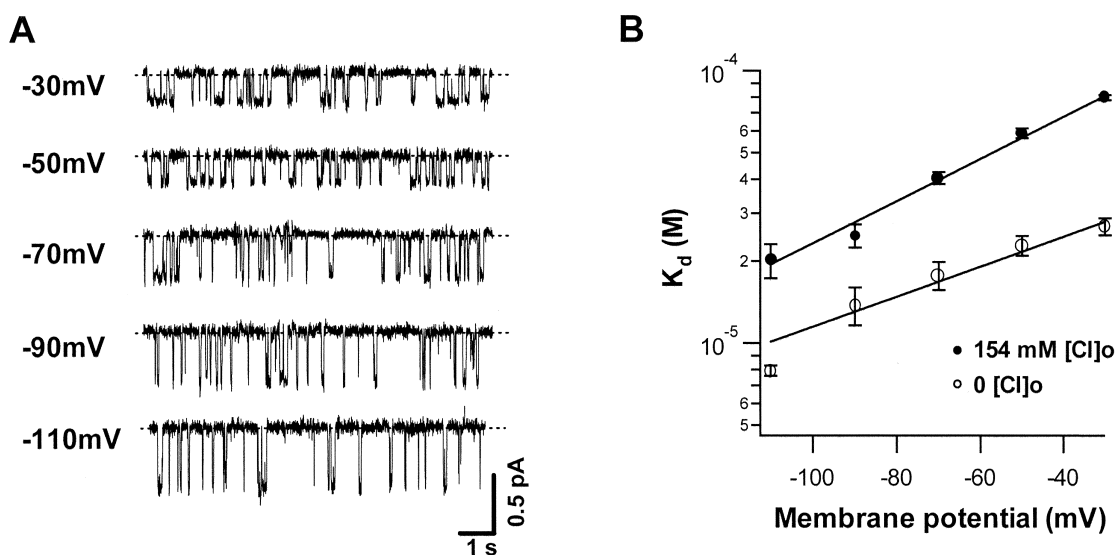 A
-30mV
-50mV
-70mV
-90mV
-110mV
0.5 pA
1 s
B
10⁻⁴
6
5
4
3
2
10⁻⁵
6
5
K_d (M)
154 mM [Cl]o
0 [Cl]o
-100
-80
-60
-40
Membrane potential (mV)